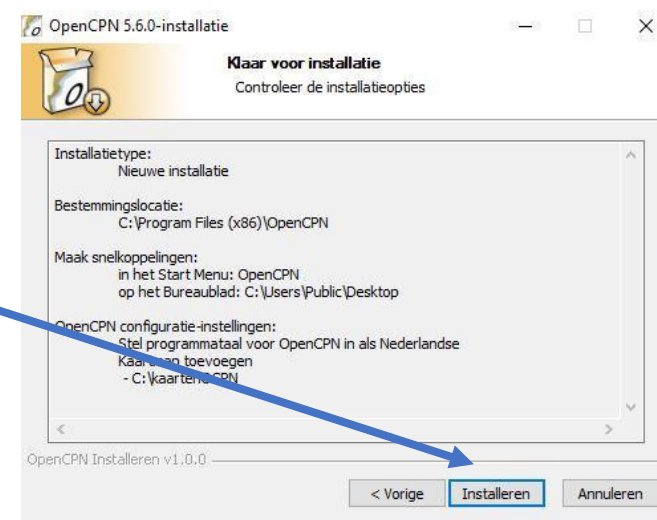 OpenCPN 5.6.0-installatie
Klaar voor installatie
Controleer de installatieopties
Installatietype:
Nieuwe installatie
Bestemmingslocatie:
C:\Program Files (x86)\OpenCPN
Maak snelkoppelingen:
in het Start Menu: OpenCPN
op het Bureaublad: C:\Users\Public\Desktop
OpenCPN configuratie-instellingen:
Stel programmataal voor OpenCPN in als Nederlandse
toevoegen
- C:\kaarten
OpenCPN Installeren v1.0.0
< Vorige
Installeren
Annuleren